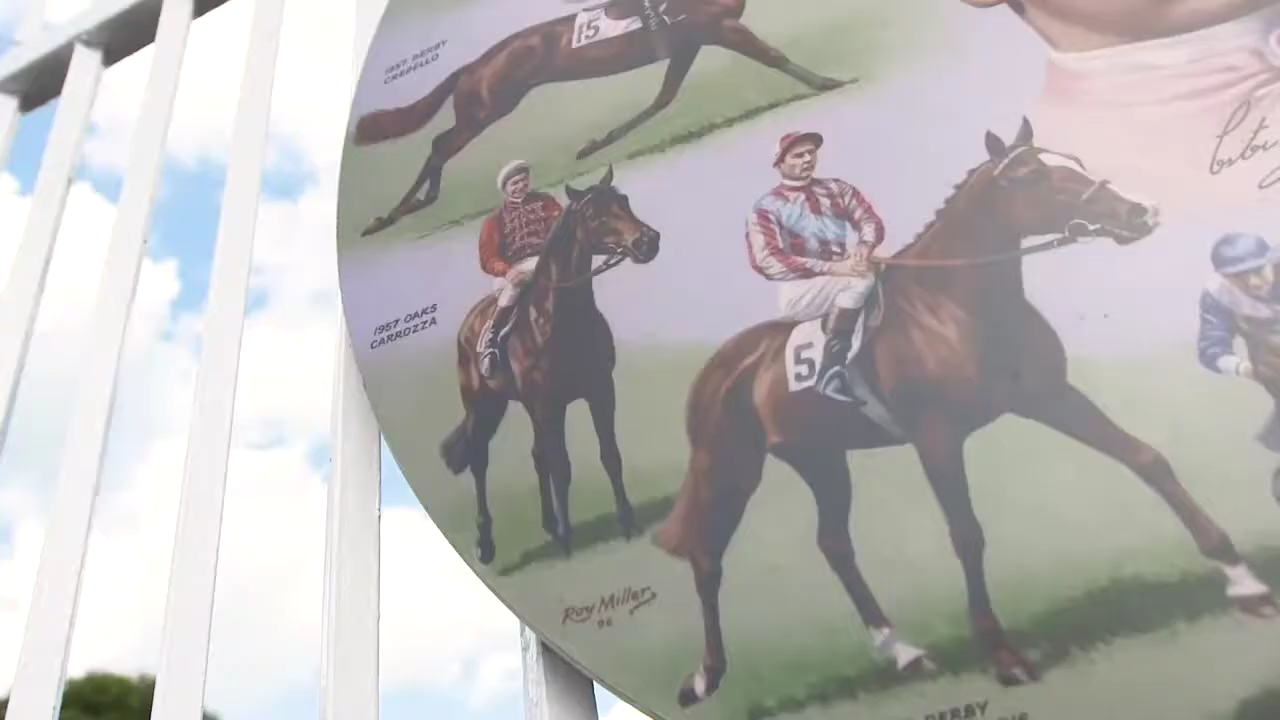 15
1957 DERBY
CREPELLO
1957 OAKS
CARROZZA
5
Roy Miller
96
DERBY